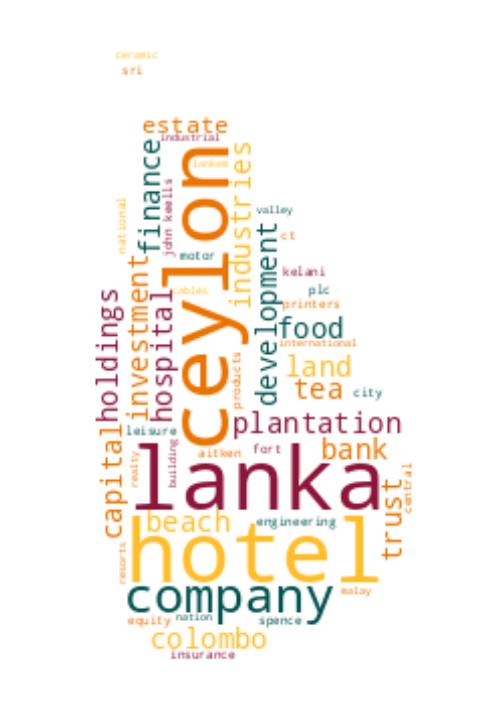 ceramic
sri
estate
industrial
finance
lankem
ceylon
industries
john keells
national
valley
ct
motor
development
kelani
investment
hospital
cables
plc
printers
holdings
food
international
products
land
tea
city
plantation
leisure
capital
realty
building
aitken
fort
bank
lanka
central
trust
beach
engineering
hotel
resorts
company
malay
equity
nation
spence
colombo
insurance